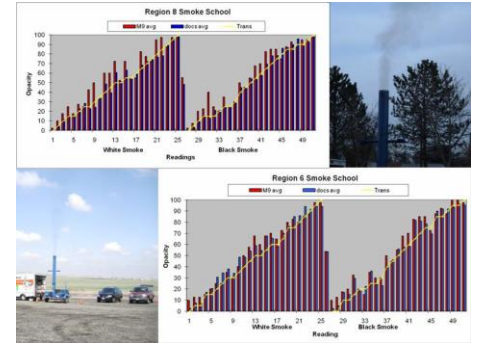 Region 8 Smoke School
M9 avg docs avg Trans
Opacity
100
90
80
70
60
50
40
30
20
10
0
1 5 9 13 17 21 25 29 33 37 41 45 49
White Smoke Black Smoke
Readings
Region 6 Smoke School
M9 avg docs avg Trans
Opacity
100
90
80
70
60
50
40
30
20
10
0
1 5 9 13 17 21 25 29 33 37 41 45 49
White Smoke Black Smoke
Reading